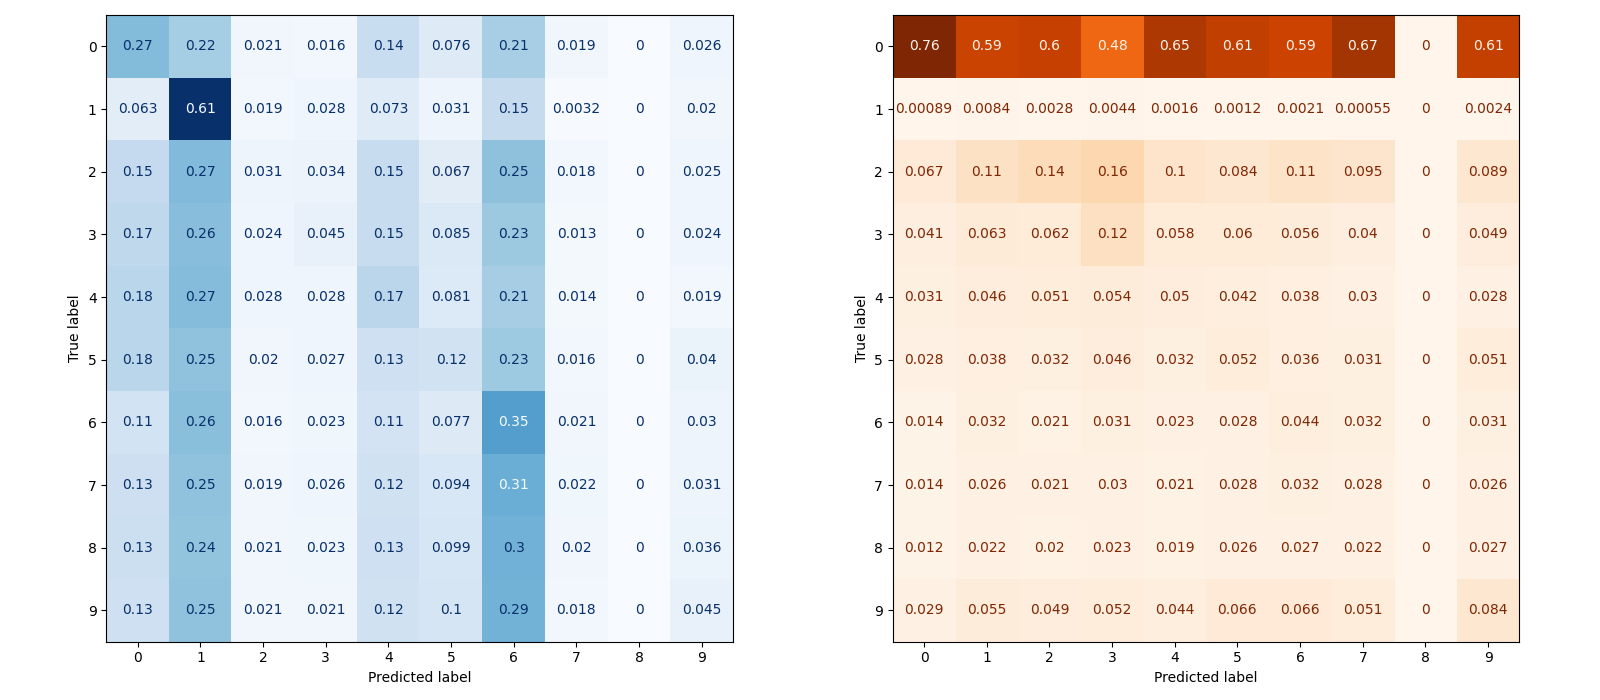 0 0.27 0.22 0.021 0.016 0.14 0.076 0.21 0.019 0 0.026
1 0.063 0.61 0.019 0.028 0.073 0.031 0.15 0.0032 0 0.02
2 0.15 0.27 0.031 0.034 0.15 0.067 0.25 0.018 0 0.025
3 0.17 0.26 0.024 0.045 0.15 0.085 0.23 0.013 0 0.024
4 0.18 0.27 0.028 0.028 0.17 0.081 0.21 0.014 0 0.019
5 0.18 0.25 0.02 0.027 0.13 0.12 0.23 0.016 0 0.04
6 0.11 0.26 0.016 0.023 0.11 0.077 0.35 0.021 0 0.03
7 0.13 0.25 0.019 0.026 0.12 0.094 0.31 0.022 0 0.031
8 0.13 0.24 0.021 0.023 0.13 0.099 0.3 0.02 0 0.036
9 0.13 0.25 0.021 0.021 0.12 0.1 0.29 0.018 0 0.045
0 1 2 3 4 5 6 7 8 9
Predicted label
True label
0 0.76 0.59 0.6 0.48 0.65 0.61 0.59 0.67 0 0.61
1 0.00089 0.0084 0.0028 0.0044 0.0016 0.0012 0.0021 0.00055 0 0.0024
2 0.067 0.11 0.14 0.16 0.1 0.084 0.11 0.095 0 0.089
3 0.041 0.063 0.062 0.12 0.058 0.06 0.056 0.04 0 0.049
4 0.031 0.046 0.051 0.054 0.05 0.042 0.038 0.03 0 0.028
5 0.028 0.038 0.032 0.046 0.032 0.052 0.036 0.031 0 0.051
6 0.014 0.032 0.021 0.031 0.023 0.028 0.044 0.032 0 0.031
7 0.014 0.026 0.021 0.03 0.021 0.028 0.032 0.028 0 0.026
8 0.012 0.022 0.02 0.023 0.019 0.026 0.027 0.022 0 0.027
9 0.029 0.055 0.049 0.052 0.044 0.066 0.066 0.051 0 0.084
0 1 2 3 4 5 6 7 8 9
Predicted label
True label